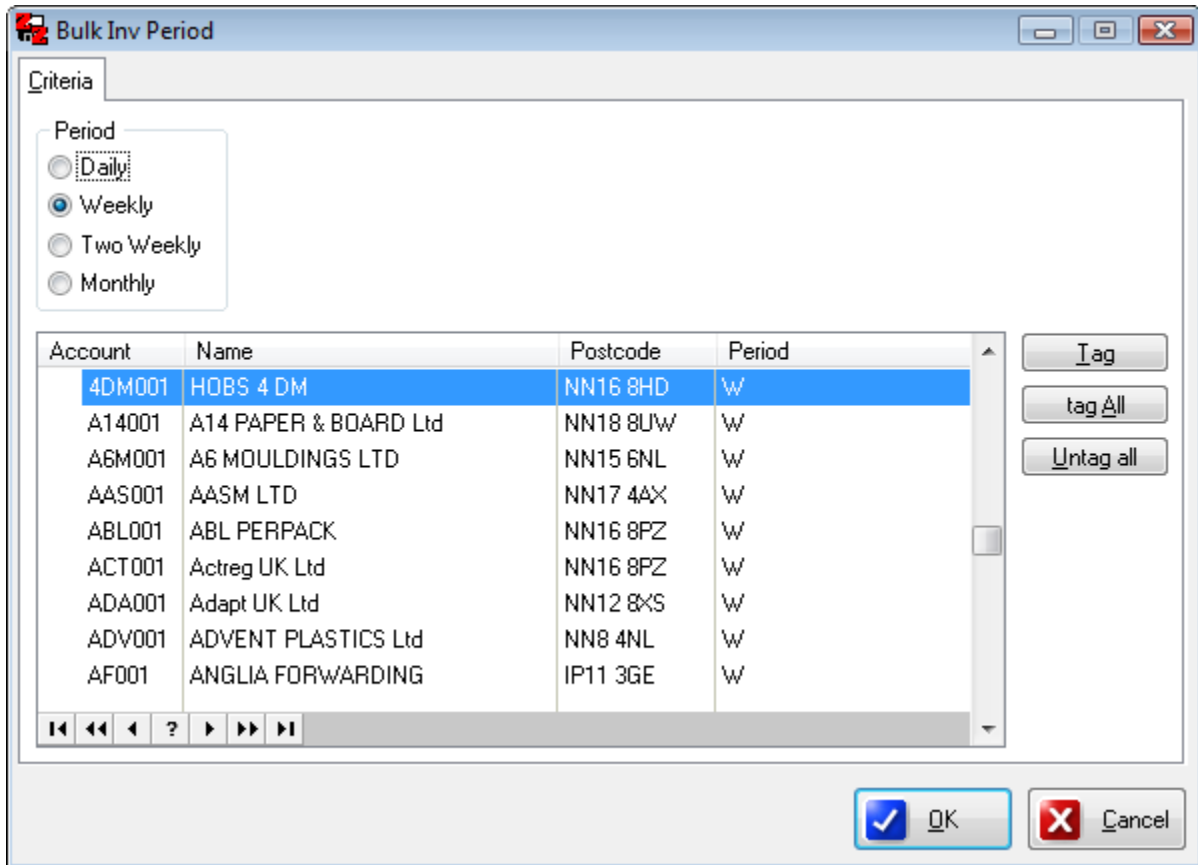 Bulk Inv Period
Criteria
Period
Daily
Weekly
Two Weekly
Monthly
Account Name Postcode Period
4DM001 HOBS 4 DM NN16 8HD W
A14001 A14 PAPER & BOARD Ltd NN18 8UW W
A6M001 A6 MOULDINGS LTD NN15 6NL W
AAS001 AASM LTD NN17 4AX W
ABL001 ABL PERPACK NN16 8PZ W
ACT001 Actreg UK Ltd NN16 8PZ W
ADA001 Adapt UK Ltd NN12 8XS W
ADV001 ADVENT PLASTICS Ltd NN8 4NL W
AF001 ANGLIA FORWARDING IP11 3GE W
?
Tag
tag All
Untag all
OK
Cancel